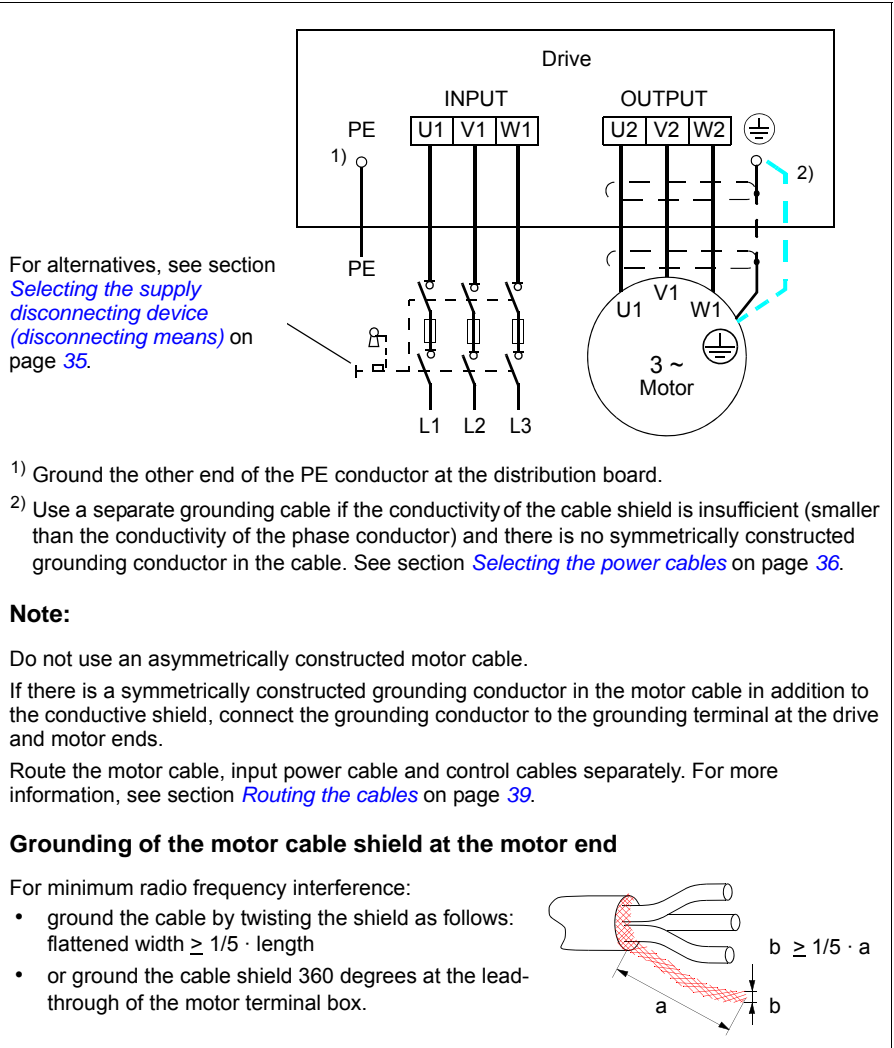 Drive
INPUT
OUTPUT
PE
U1 V1 W1
U2 V2 W2
1)
2)
PE
For alternatives, see section
Selecting the supply
disconnecting device
(disconnecting means) on
page 35.
U1
V1
W1
3 ~
Motor
L1 L2 L3
1) Ground the other end of the PE conductor at the distribution board.
2) Use a separate grounding cable if the conductivity of the cable shield is insufficient (smaller
than the conductivity of the phase conductor) and there is no symmetrically constructed
grounding conductor in the cable. See section Selecting the power cables on page 36.
Note:
Do not use an asymmetrically constructed motor cable.
If there is a symmetrically constructed grounding conductor in the motor cable in addition to
the conductive shield, connect the grounding conductor to the grounding terminal at the drive
and motor ends.
Route the motor cable, input power cable and control cables separately. For more
information, see section Routing the cables on page 39.
Grounding of the motor cable shield at the motor end
For minimum radio frequency interference:
• ground the cable by twisting the shield as follows:
flattened width ≥ 1/5 · length
• or ground the cable shield 360 degrees at the lead-
through of the motor terminal box.
b ≥ 1/5 · a
a
b